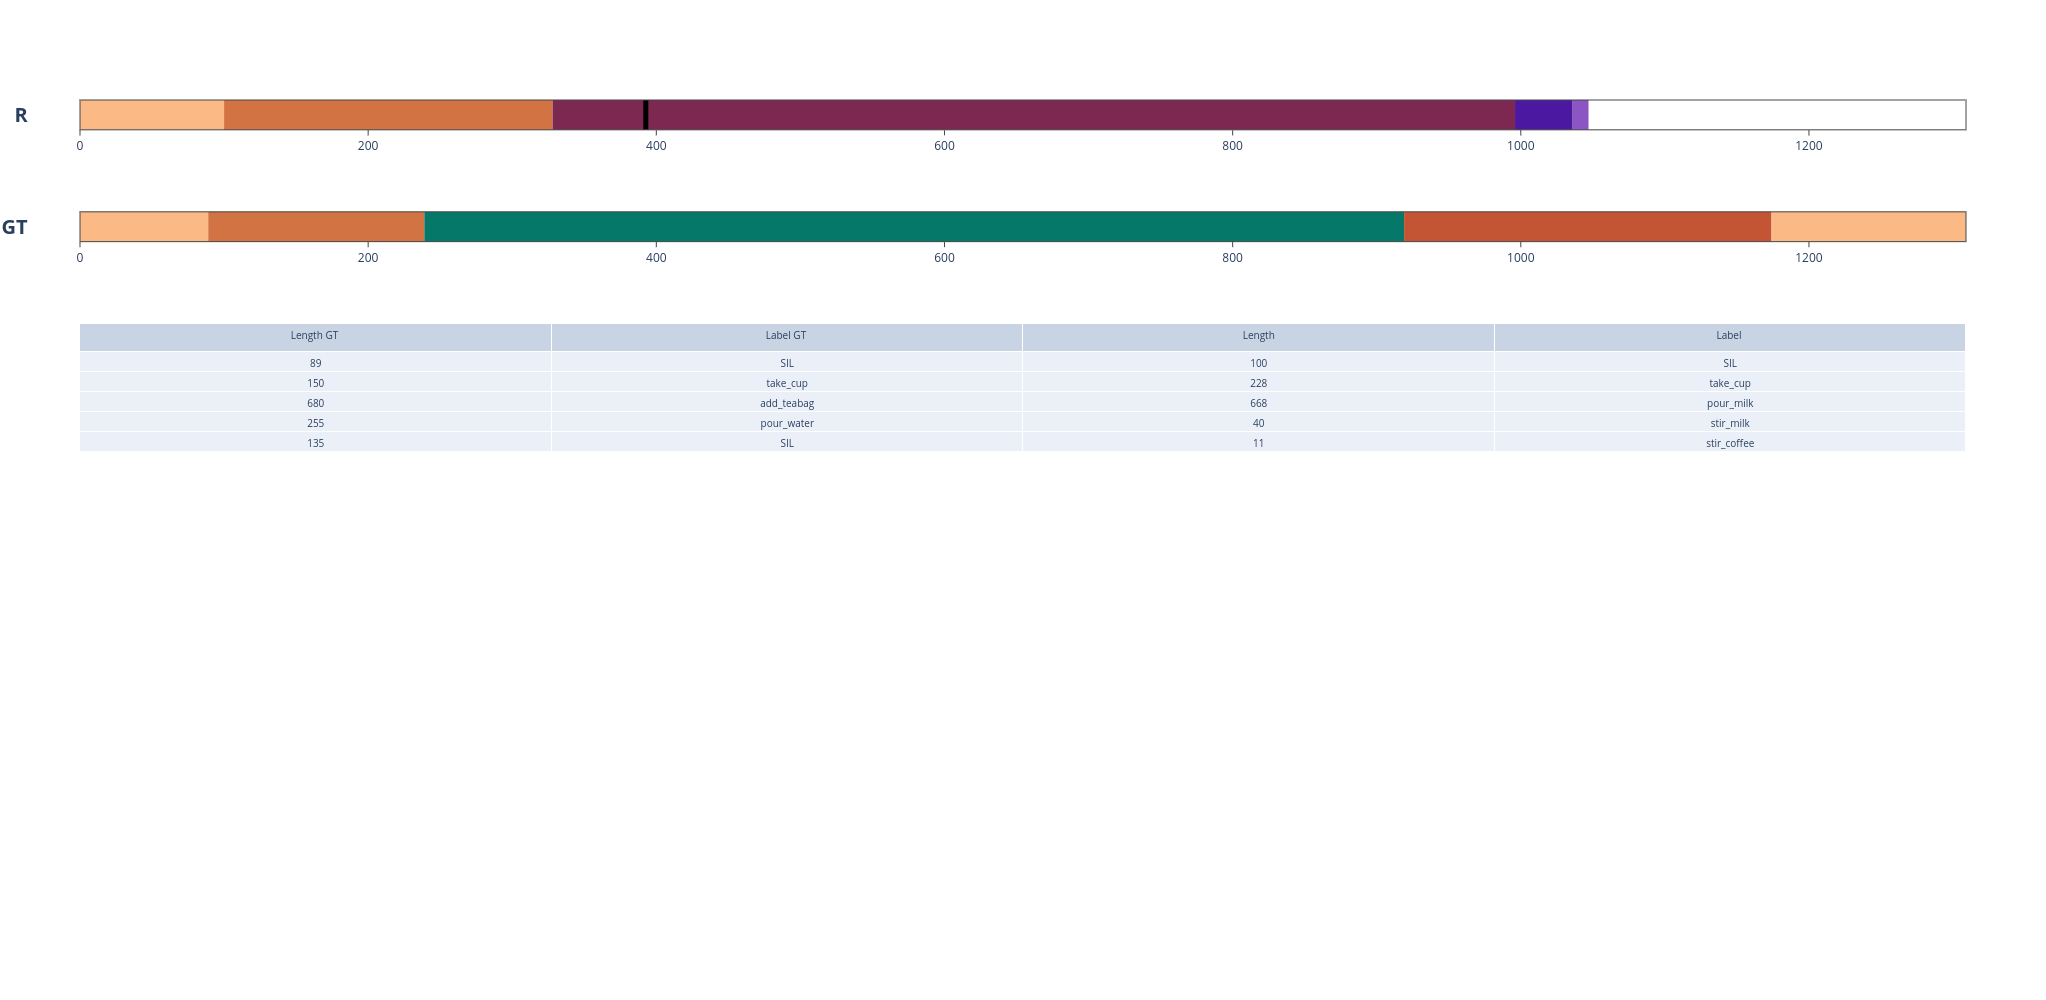 R
0 200 400 600 800 1000 1200
GT
0 200 400 600 800 1000 1200
Length GT Label GT Length Label
89 SIL 100 SIL
150 take_cup 228 take_cup
680 add_teabag 668 pour_milk
255 pour_water 40 stir_milk
135 SIL 11 stir_coffee